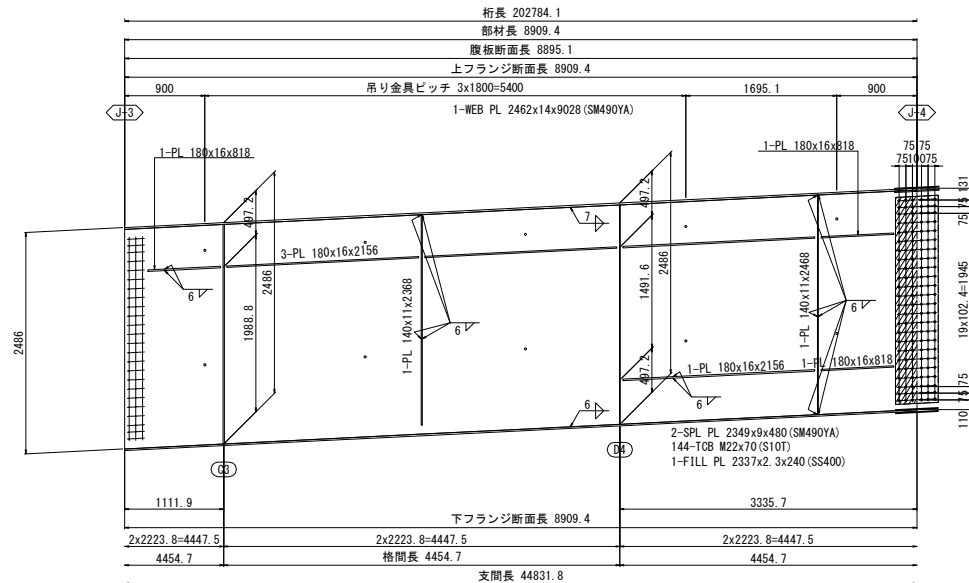 桁長 202784.1
部材長 8909.4
腹板断面長 8895.1
上フランジ断面長 8909.4
900
吊り金具ピッチ 3x1800=5400
1695.1
900
J-3
1-WEB PL 2462x14x9028(SM490YA)
J-4
1-PL 180x16x818
1-PL 180x16x818
75 75
75 100 75
131
75 75
497.2
497.2
7
3-PL 180x16x2156
2486
2486
2486
6
1988.8
1-PL 140x11x2368
6
1491.6
1-PL 140x11x2468
6
19x102.4=1945
497.2
1-PL 180x16x2156
1-PL 180x16x818
6
6
75 75
110
2-SPL PL 2349x9x480(SM490YA)
144-TCB M22x70(S10T)
1-FILL PL 2337x2.3x240(SS400)
C3
D4
1111.9
3335.7
下フランジ断面長 8909.4
2x2223.8=4447.5
2x2223.8=4447.5
2x2223.8=4447.5
4454.7
格間長 4454.7
4454.7
支間長 44831.8